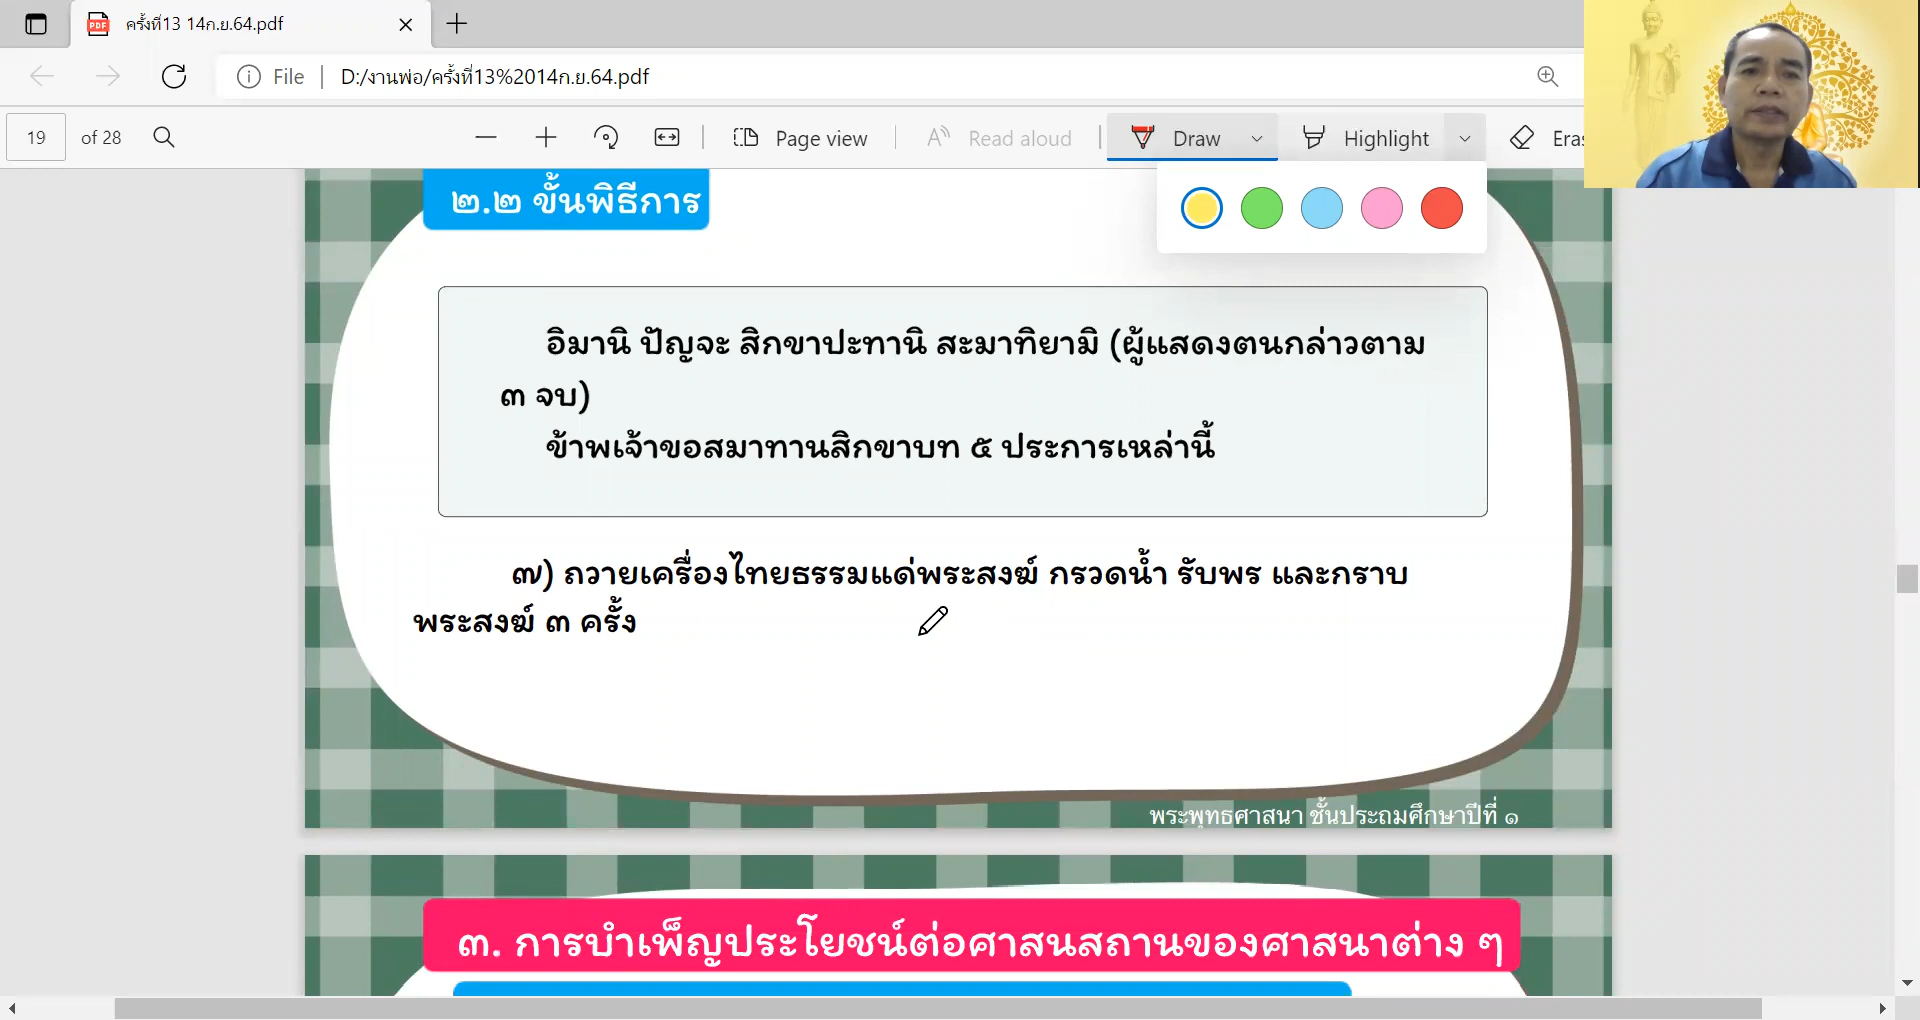 ครั้งที่13 14ก.ย.64.pdf
File
D:/งานพ่อ/ครั้งที่13%2014ก.ย.64.pdf
19 of 28
Page view
Read aloud
Draw
Highlight
Eras
๒.๒ ขั้นพิธีการ
อิมานิ ปัญจะ สิกขาปะทานิ สะมาทิยามิ (ผู้แสดงตนกล่าวตาม
๓ จบ)
ข้าพเจ้าขอสมาทานสิกขาบท ๕ ประการเหล่านี้
๗) ถวายเครื่องไทยธรรมแด่พระสงฆ์ กรวดน้ำ รับพร และกราบ
พระสงฆ์ ๓ ครั้ง
พระพุทธศาสนา ชั้นประถมศึกษาปีที่ ๑
๓. การบำเพ็ญประโยชน์ต่อศาสนสถานของศาสนาต่าง ๆ